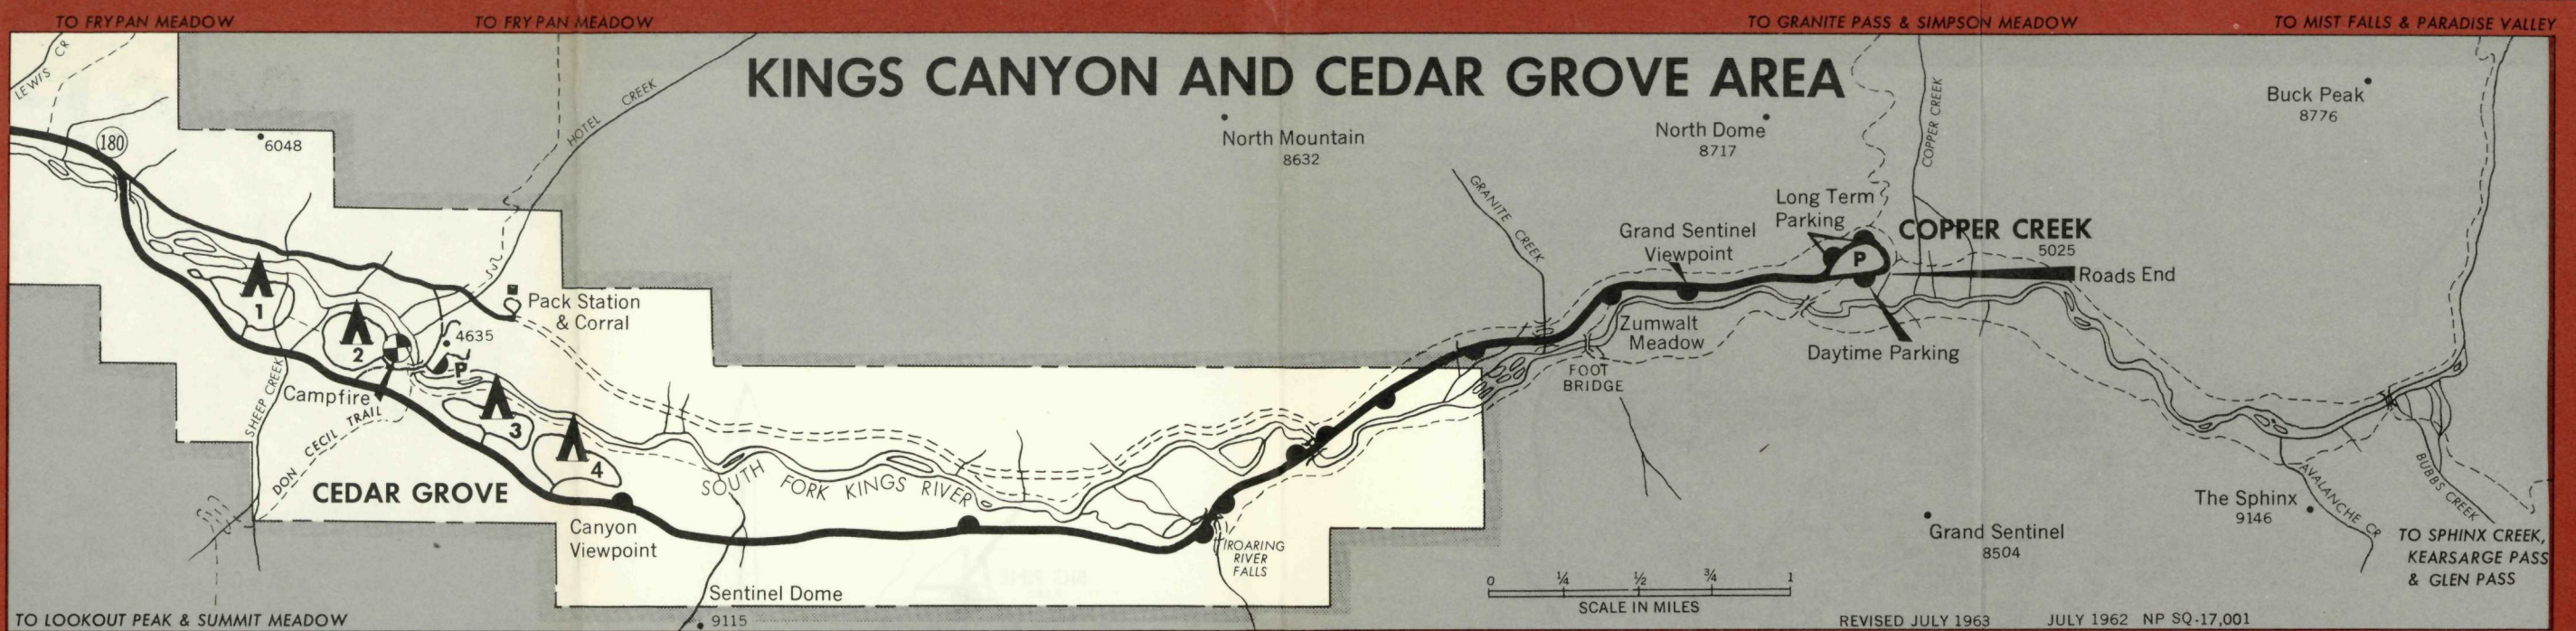 TO FRYPAN MEADOW
TO FRYPAN MEADOW
TO GRANITE PASS & SIMPSON MEADOW
TO MIST FALLS & PARADISE VALLEY
KINGS CANYON AND CEDAR GROVE AREA
LEWIS CR
HOTEL CREEK
COPPER CREEK
Buck Peak
8776
180
6048
North Mountain
8632
North Dome
8717
GRANITE CREEK
Long Term
Parking
Grand Sentinel
Viewpoint
P
COPPER CREEK
5025
Roads End
1
2
Pack Station
& Corral
4635
P
Zumwalt
Meadow
Daytime Parking
FOOT
BRIDGE
Campfire
SHEEP CREEK
DON CECIL TRAIL
3
4
CEDAR GROVE
SOUTH FORK KINGS RIVER
Canyon
Viewpoint
ROARING
RIVER
FALLS
Sentinel Dome
9115
The Sphinx
9146
AVALANCHE CR
BUBBS CREEK
Grand Sentinel
8504
TO SPHINX CREEK,
KEARSARGE PASS
& GLEN PASS
0 1/4 1/2 3/4 1
SCALE IN MILES
TO LOOKOUT PEAK & SUMMIT MEADOW
REVISED JULY 1963 JULY 1962 NP SQ-17,001